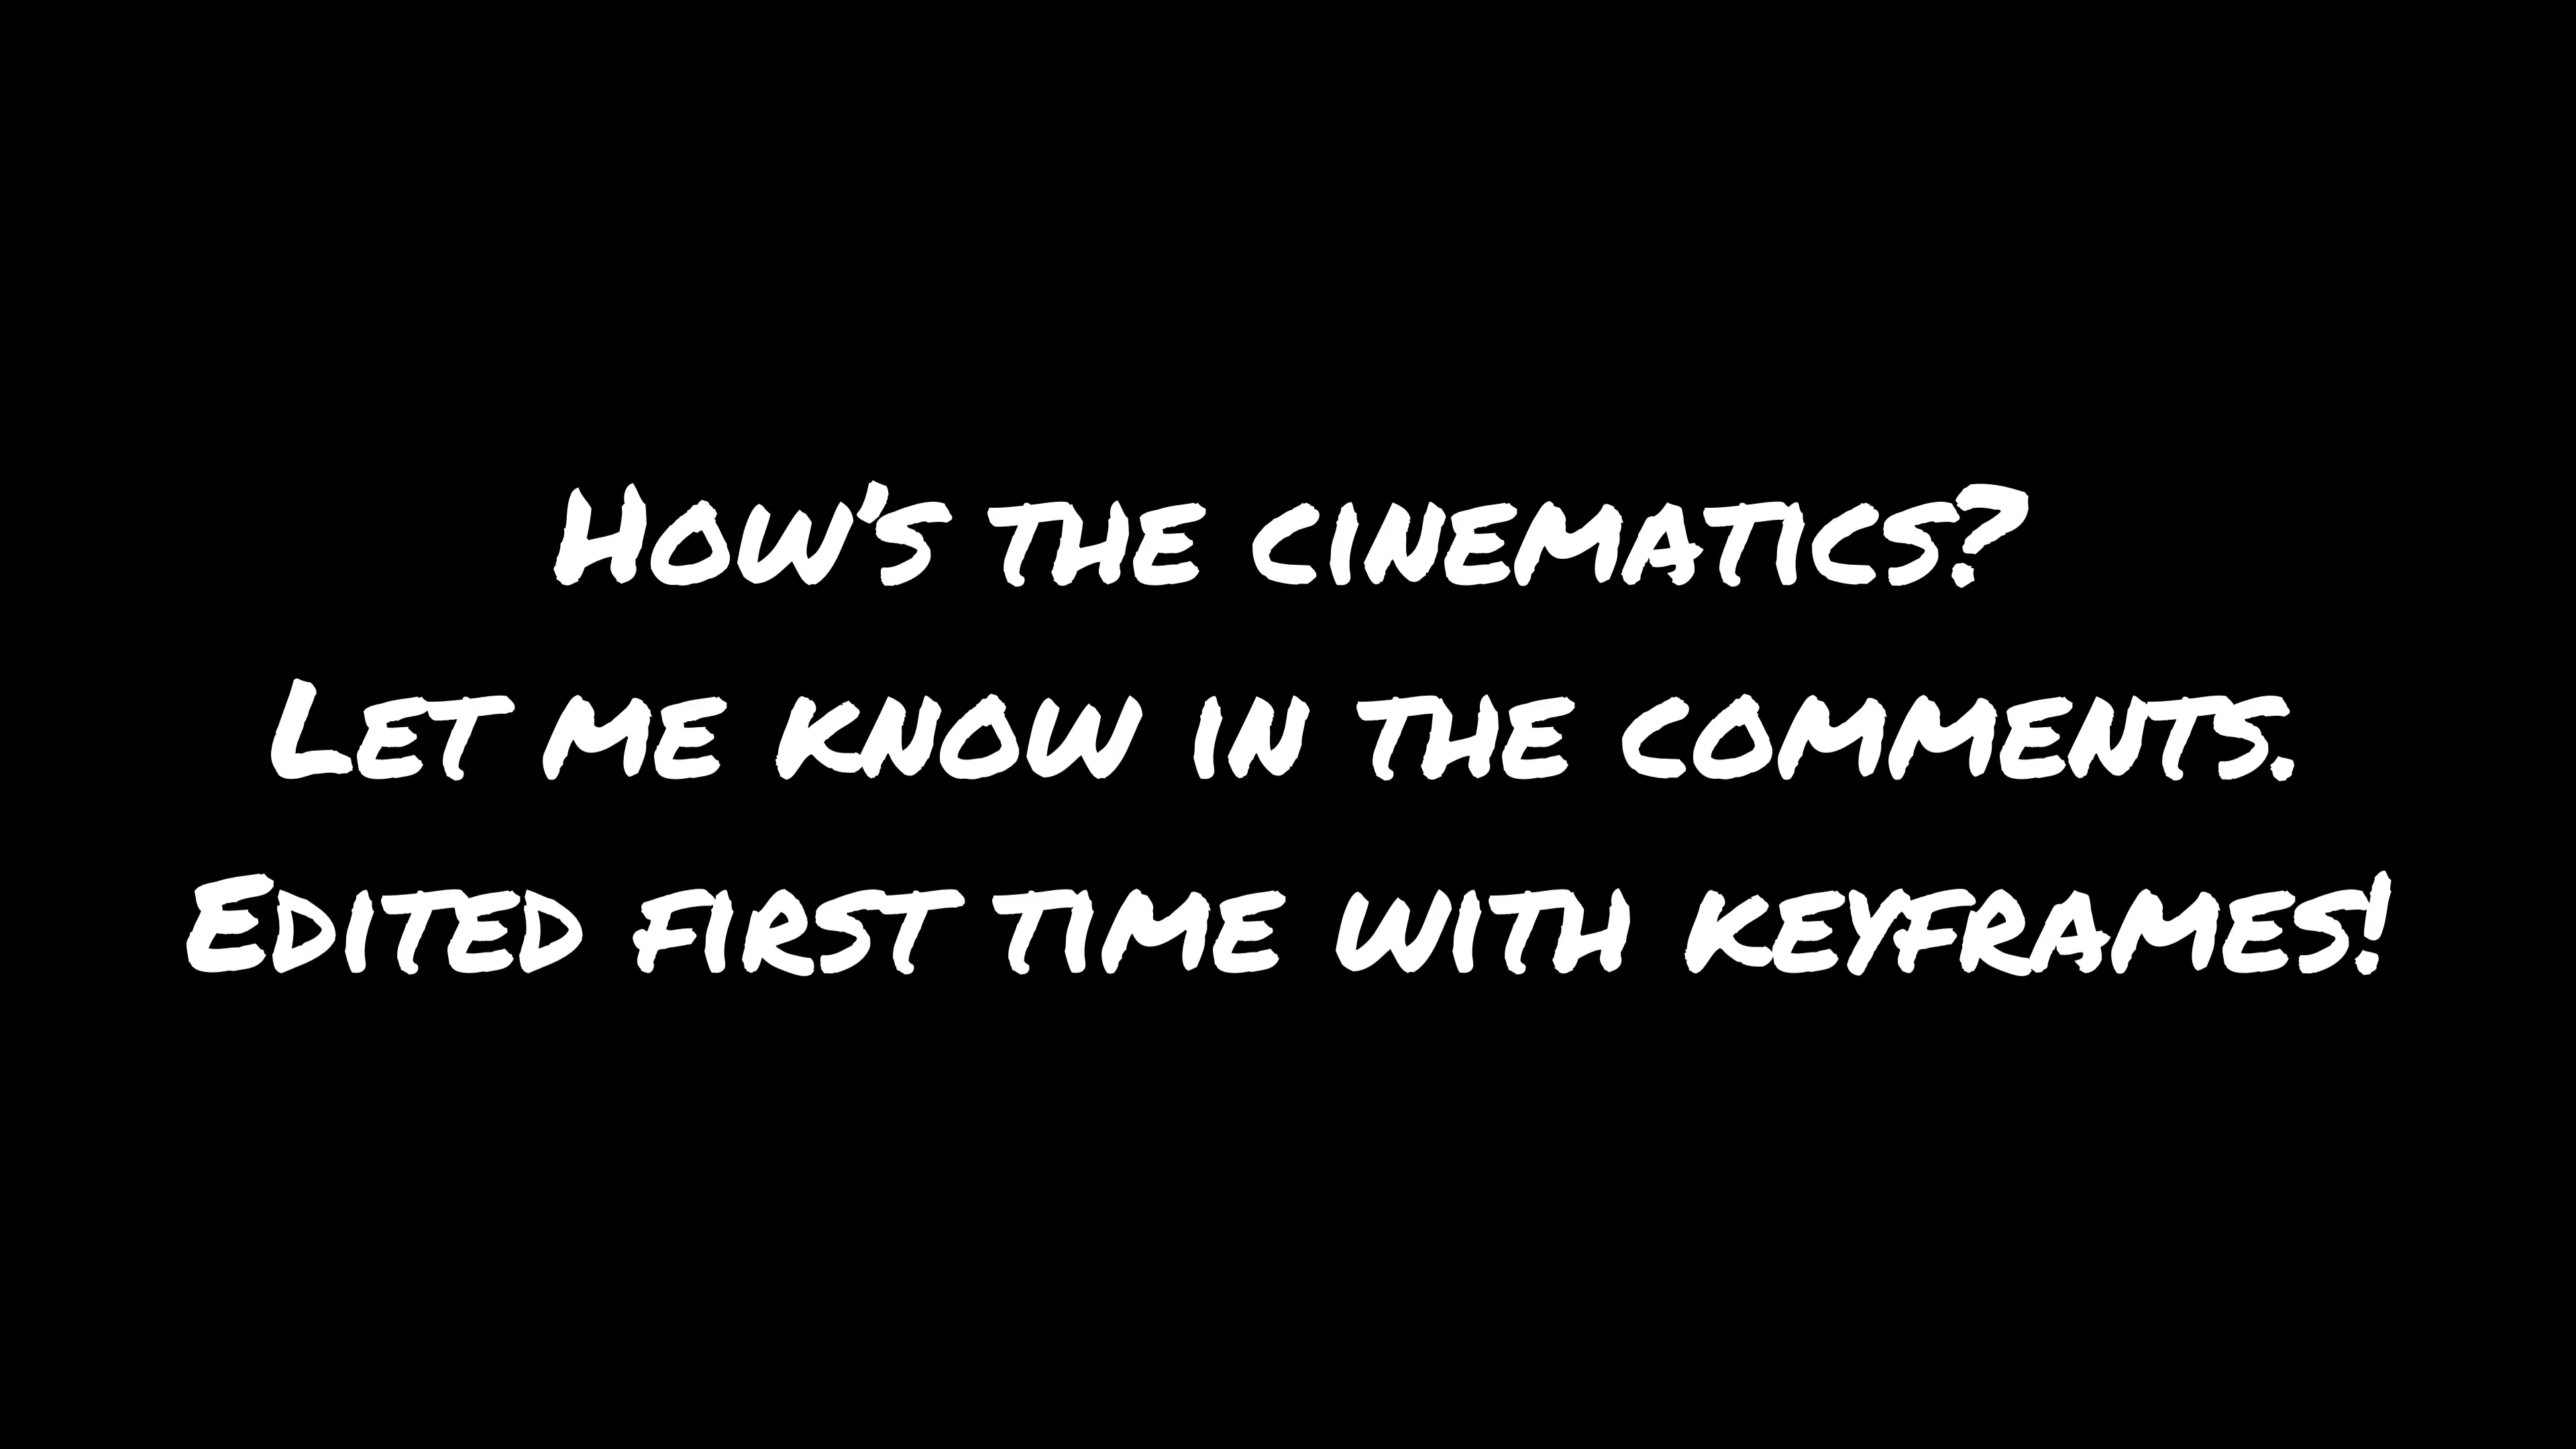 How's the cinematics?
Let me know in the comments.
Edited first time with keyframes!